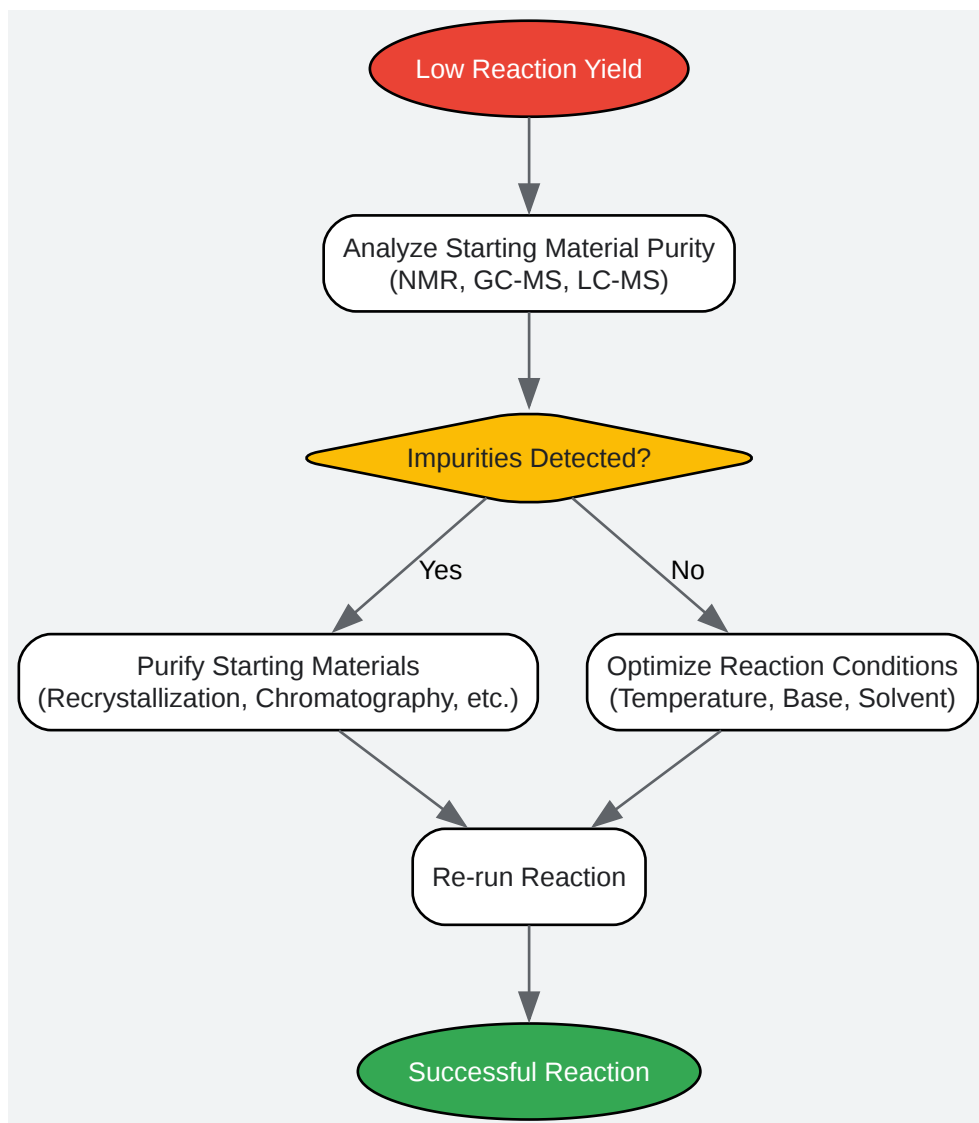 Low Reaction Yield
Analyze Starting Material Purity
(NMR, GC-MS, LC-MS)
Impurities Detected?
Yes
No
Purify Starting Materials
(Recrystallization, Chromatography, etc.)
Optimize Reaction Conditions
(Temperature, Base, Solvent)
Re-run Reaction
Successful Reaction